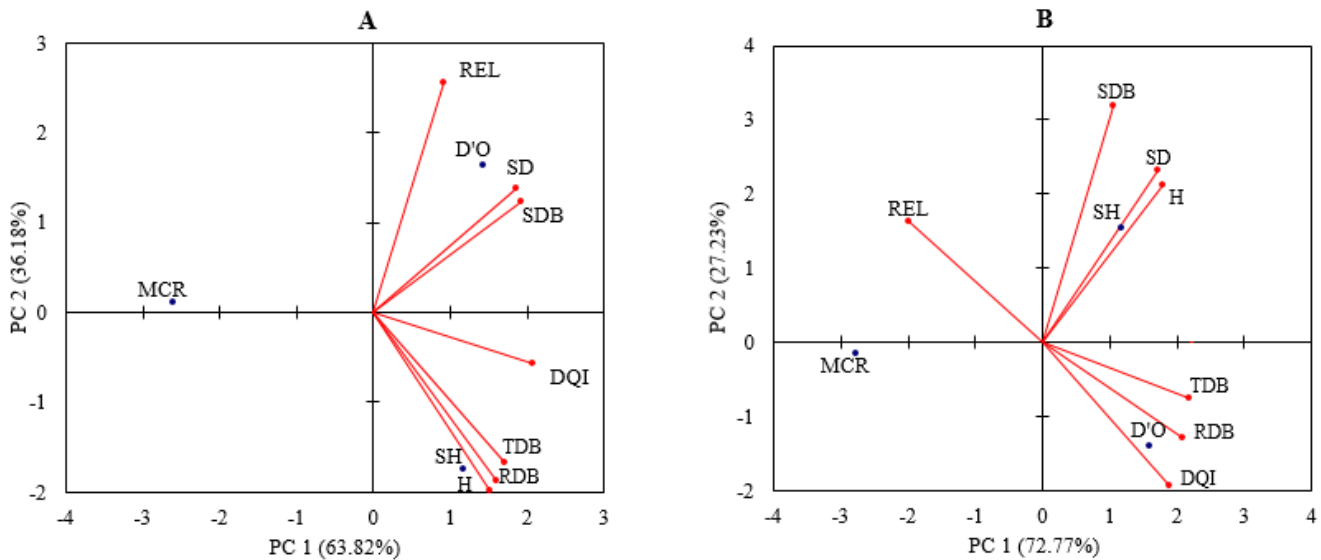 A
3
2
1
0
-1
-2
-4
-3
-2
-1
0
1
2
3
PC 2 (36.18%)
PC 1 (63.82%)
REL
D'O
SD
SDB
MCR
DQI
TDB
SH
RDB
H
B
4
3
2
1
0
-1
-2
-4
-3
-2
-1
0
1
2
3
4
PC 2 (27.23%)
PC 1 (72.77%)
SDB
SD
H
SH
REL
MCR
TDB
D'O
RDB
DQI